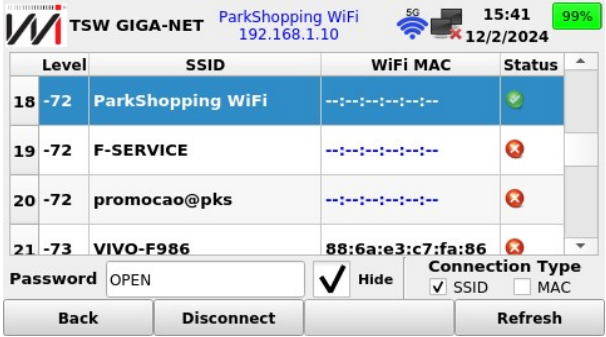 TSW GIGA-NET
ParkShopping WiFi
192.168.1.10
5G
15:41
12/2/2024
99%
Level SSID WiFi MAC Status
18 -72 ParkShopping WiFi --:--:--:--:--:--
19 -72 F-SERVICE --:--:--:--:--:--
20 -72 promocao@pks --:--:--:--:--:--
21 -73 VIVO-F986 88:6a:e3:c7:fa:86
Password OPEN Hide
Connection Type
SSID MAC
Back Disconnect Refresh